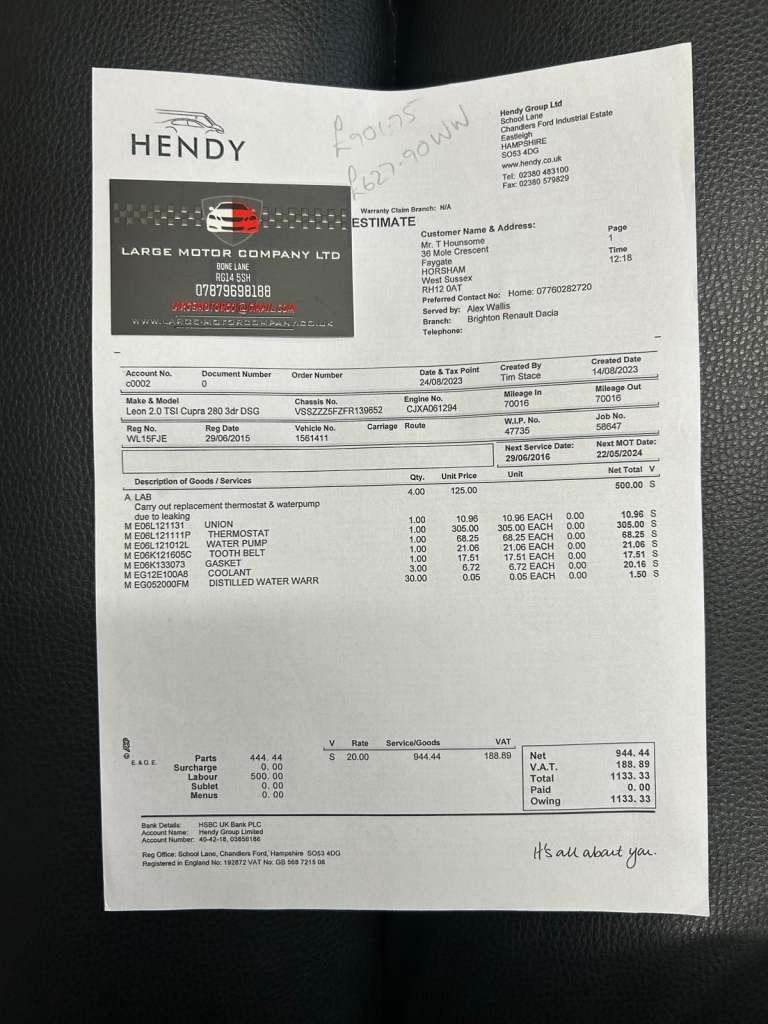 HENDY
£901.75
£627.90 WW
Hendy Group Ltd
School Lane
Chandlers Ford Industrial Estate
Eastleigh
HAMPSHIRE
SO53 4DG
www.hendy.co.uk
Tel: 02380 483100
Fax: 02380 579829
LARGE MOTOR COMPANY LTD
BONE LANE
RG14 5SH
07879698188
@GMAIL.COM
WWW.LARGE-MOTORCOMPANY.CO.UK
Warranty Claim Branch: N/A
ESTIMATE
Customer Name & Address:
Mr. T Hounsome
36 Mole Crescent
Faygate
HORSHAM
West Sussex
RH12 0AT
Preferred Contact No: Home: 07760282720
Served by: Alex Wallis
Branch: Brighton Renault Dacia
Telephone:
Page
1
Time
12:18
Account No. Document Number Order Number Date & Tax Point Created By Created Date
c0002 0 24/08/2023 Tim Stace 14/08/2023
Make & Model Chassis No. Engine No. Mileage In Mileage Out
Leon 2.0 TSI Cupra 280 3dr DSG VSSZZZ5FZFR139652 CJXA061294 70016 70016
Reg No. Reg Date Vehicle No. Carriage Route W.I.P. No. Job No.
WL15FJE 29/06/2015 1561411 47735 58647
Next Service Date: Next MOT Date:
29/06/2016 22/05/2024
Description of Goods / Services Qty. Unit Price Unit Net Total V
A LAB 4.00 125.00 500.00 S
Carry out replacement thermostat & waterpump
due to leaking
M E06L121131 UNION 1.00 10.96 10.96 EACH 0.00 10.96 S
M E06L121111P THERMOSTAT 1.00 305.00 305.00 EACH 0.00 305.00 S
M E06L121012L WATER PUMP 1.00 68.25 68.25 EACH 0.00 68.25 S
M E06K121605C TOOTH BELT 1.00 21.06 21.06 EACH 0.00 21.06 S
M E06K133073 GASKET 1.00 17.51 17.51 EACH 0.00 17.51 S
M EG12E100A8 COOLANT 3.00 6.72 6.72 EACH 0.00 20.16 S
M EG052000FM DISTILLED WATER WARR 30.00 0.05 0.05 EACH 0.00 1.50 S
E. & O. E.
Parts 444.44
Surcharge 0.00
Labour 500.00
Sublet 0.00
Menus 0.00
V Rate Service/Goods VAT
S 20.00 944.44 188.89
Net 944.44
V.A.T. 188.89
Total 1133.33
Paid 0.00
Owing 1133.33
Bank Details: HSBC UK Bank PLC
Account Name: Hendy Group Limited
Account Number: 40-42-18, 03856186
Reg Office: School Lane, Chandlers Ford, Hampshire SO53 4DG
Registered in England No: 192872 VAT No: GB 568 7215 08
It's all about you.